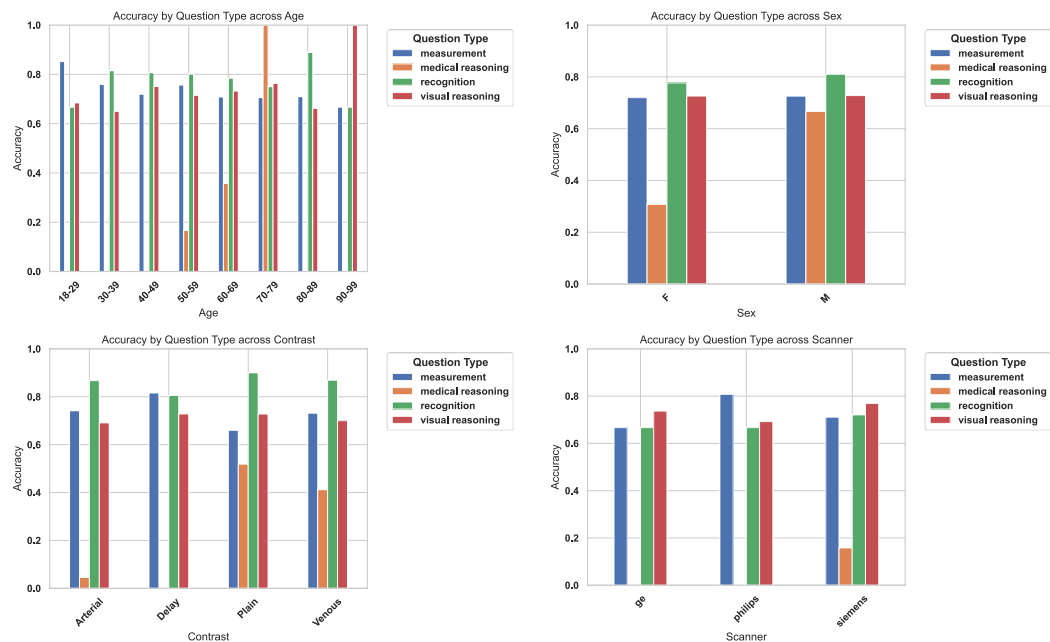 Accuracy by Question Type across Age
1.0
0.8
0.6
0.4
0.2
0.0
Accuracy
18-29
30-39
40-49
50-59
60-69
70-79
80-89
90-99
Age
Question Type
measurement
medical reasoning
recognition
visual reasoning
Accuracy by Question Type across Sex
1.0
0.8
0.6
0.4
0.2
0.0
Accuracy
F
M
Sex
Question Type
measurement
medical reasoning
recognition
visual reasoning
Accuracy by Question Type across Contrast
1.0
0.8
0.6
0.4
0.2
0.0
Accuracy
Arterial
Delay
Plain
Venous
Contrast
Question Type
measurement
medical reasoning
recognition
visual reasoning
Accuracy by Question Type across Scanner
1.0
0.8
0.6
0.4
0.2
0.0
Accuracy
ge
philips
siemens
Scanner
Question Type
measurement
medical reasoning
recognition
visual reasoning